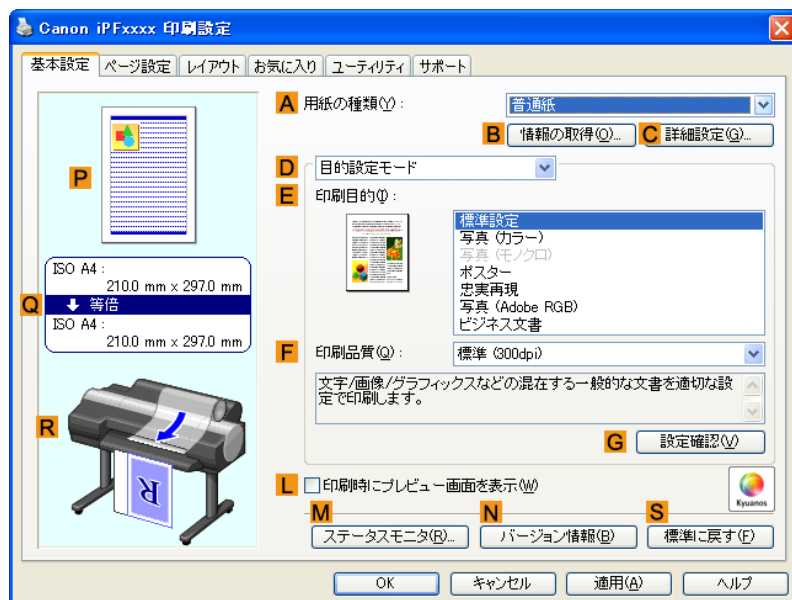 Canon iPFxxxx 印刷設定
基本設定 ページ設定 レイアウト お気に入り ユーティリティ サポート
A 用紙の種類(Y): 普通紙
B 情報の取得(O)... C 詳細設定(G)...
D 目的設定モード
E 印刷目的(I):
標準設定
写真 (カラー)
写真 (モノクロ)
ポスター
忠実再現
写真 (Adobe RGB)
ビジネス文書
F 印刷品質(Q): 標準 (300dpi)
文字/画像/グラフィックスなどの混在する一般的な文書を適切な設
定で印刷します。
G 設定確認(V)
P
Q
ISO A4:
210.0 mm x 297.0 mm
等倍
ISO A4:
210.0 mm x 297.0 mm
R
R
L 印刷時にプレビュー画面を表示(W)
Kyuanos
M ステータスモニタ(R)... N バージョン情報(B) S 標準に戻す(F)
OK キャンセル 適用(A) ヘルプ